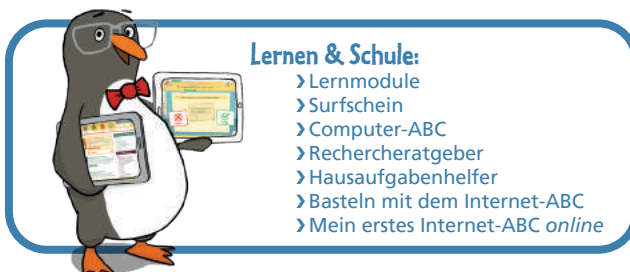 Lernen & Schule:
❯ Lernmodule
❯ Surfschein
❯ Computer-ABC
❯ Rechercheratgeber
❯ Hausaufgabenhelfer
❯ Basteln mit dem Internet-ABC
❯ Mein erstes Internet-ABC online